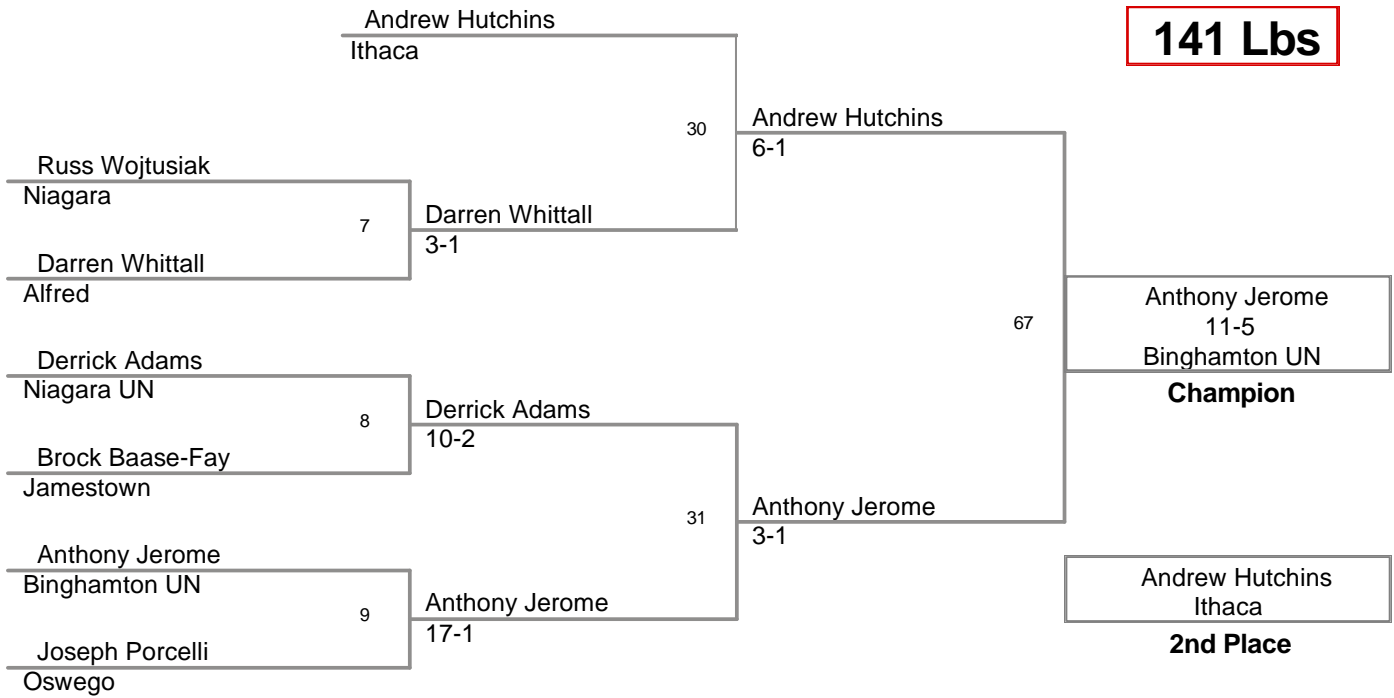 Andrew Hutchins
Ithaca
141 Lbs
30
Andrew Hutchins
6-1
Russ Wojtusiak
Niagara
7
Darren Whittall
3-1
Darren Whittall
Alfred
67
Anthony Jerome
11-5
Binghamton UN
Champion
Derrick Adams
Niagara UN
8
Derrick Adams
10-2
Brock Baase-Fay
Jamestown
31
Anthony Jerome
3-1
Anthony Jerome
Binghamton UN
9
Anthony Jerome
17-1
Joseph Porcelli
Oswego
Andrew Hutchins
Ithaca
2nd Place